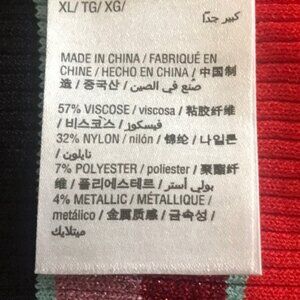 XL/ TG/ XG/
كبير جداً
MADE IN CHINA / FABRIQUÉ EN
CHINE / HECHO EN CHINA / 中国制
造 / 중국산 / صنع في الصين
57% VISCOSE / viscosa / 粘胶纤维
/ 비스코스 / فيسكوز
32% NYLON / nilón / 锦纶 / 나일론
/ نايلون
7% POLYESTER / poliester / 聚酯纤
维 / 폴리에스테르 / بولي أستر
4% METALLIC / MÉTALLIQUE /
metálico / 金属质感 / 금속성 /
ميتلايك